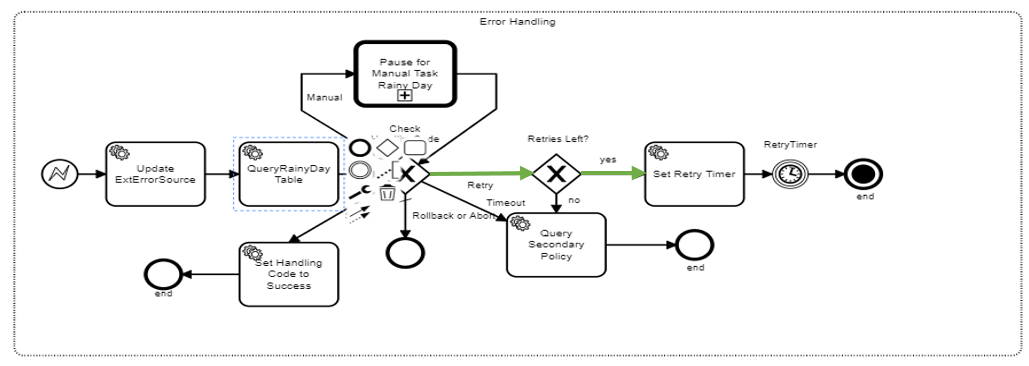 Error Handling
Pause for
Manual Task
Rainy Day
Manual
Check
de
Retries Left?
yes
RetryTimer
Update
ExtErrorSource
QueryRainyDay
Table
Retry
Set Retry Timer
Timeout
no
end
Rollback or Abort
Query
Secondary
Policy
Set Handling
Code to
Success
end
end